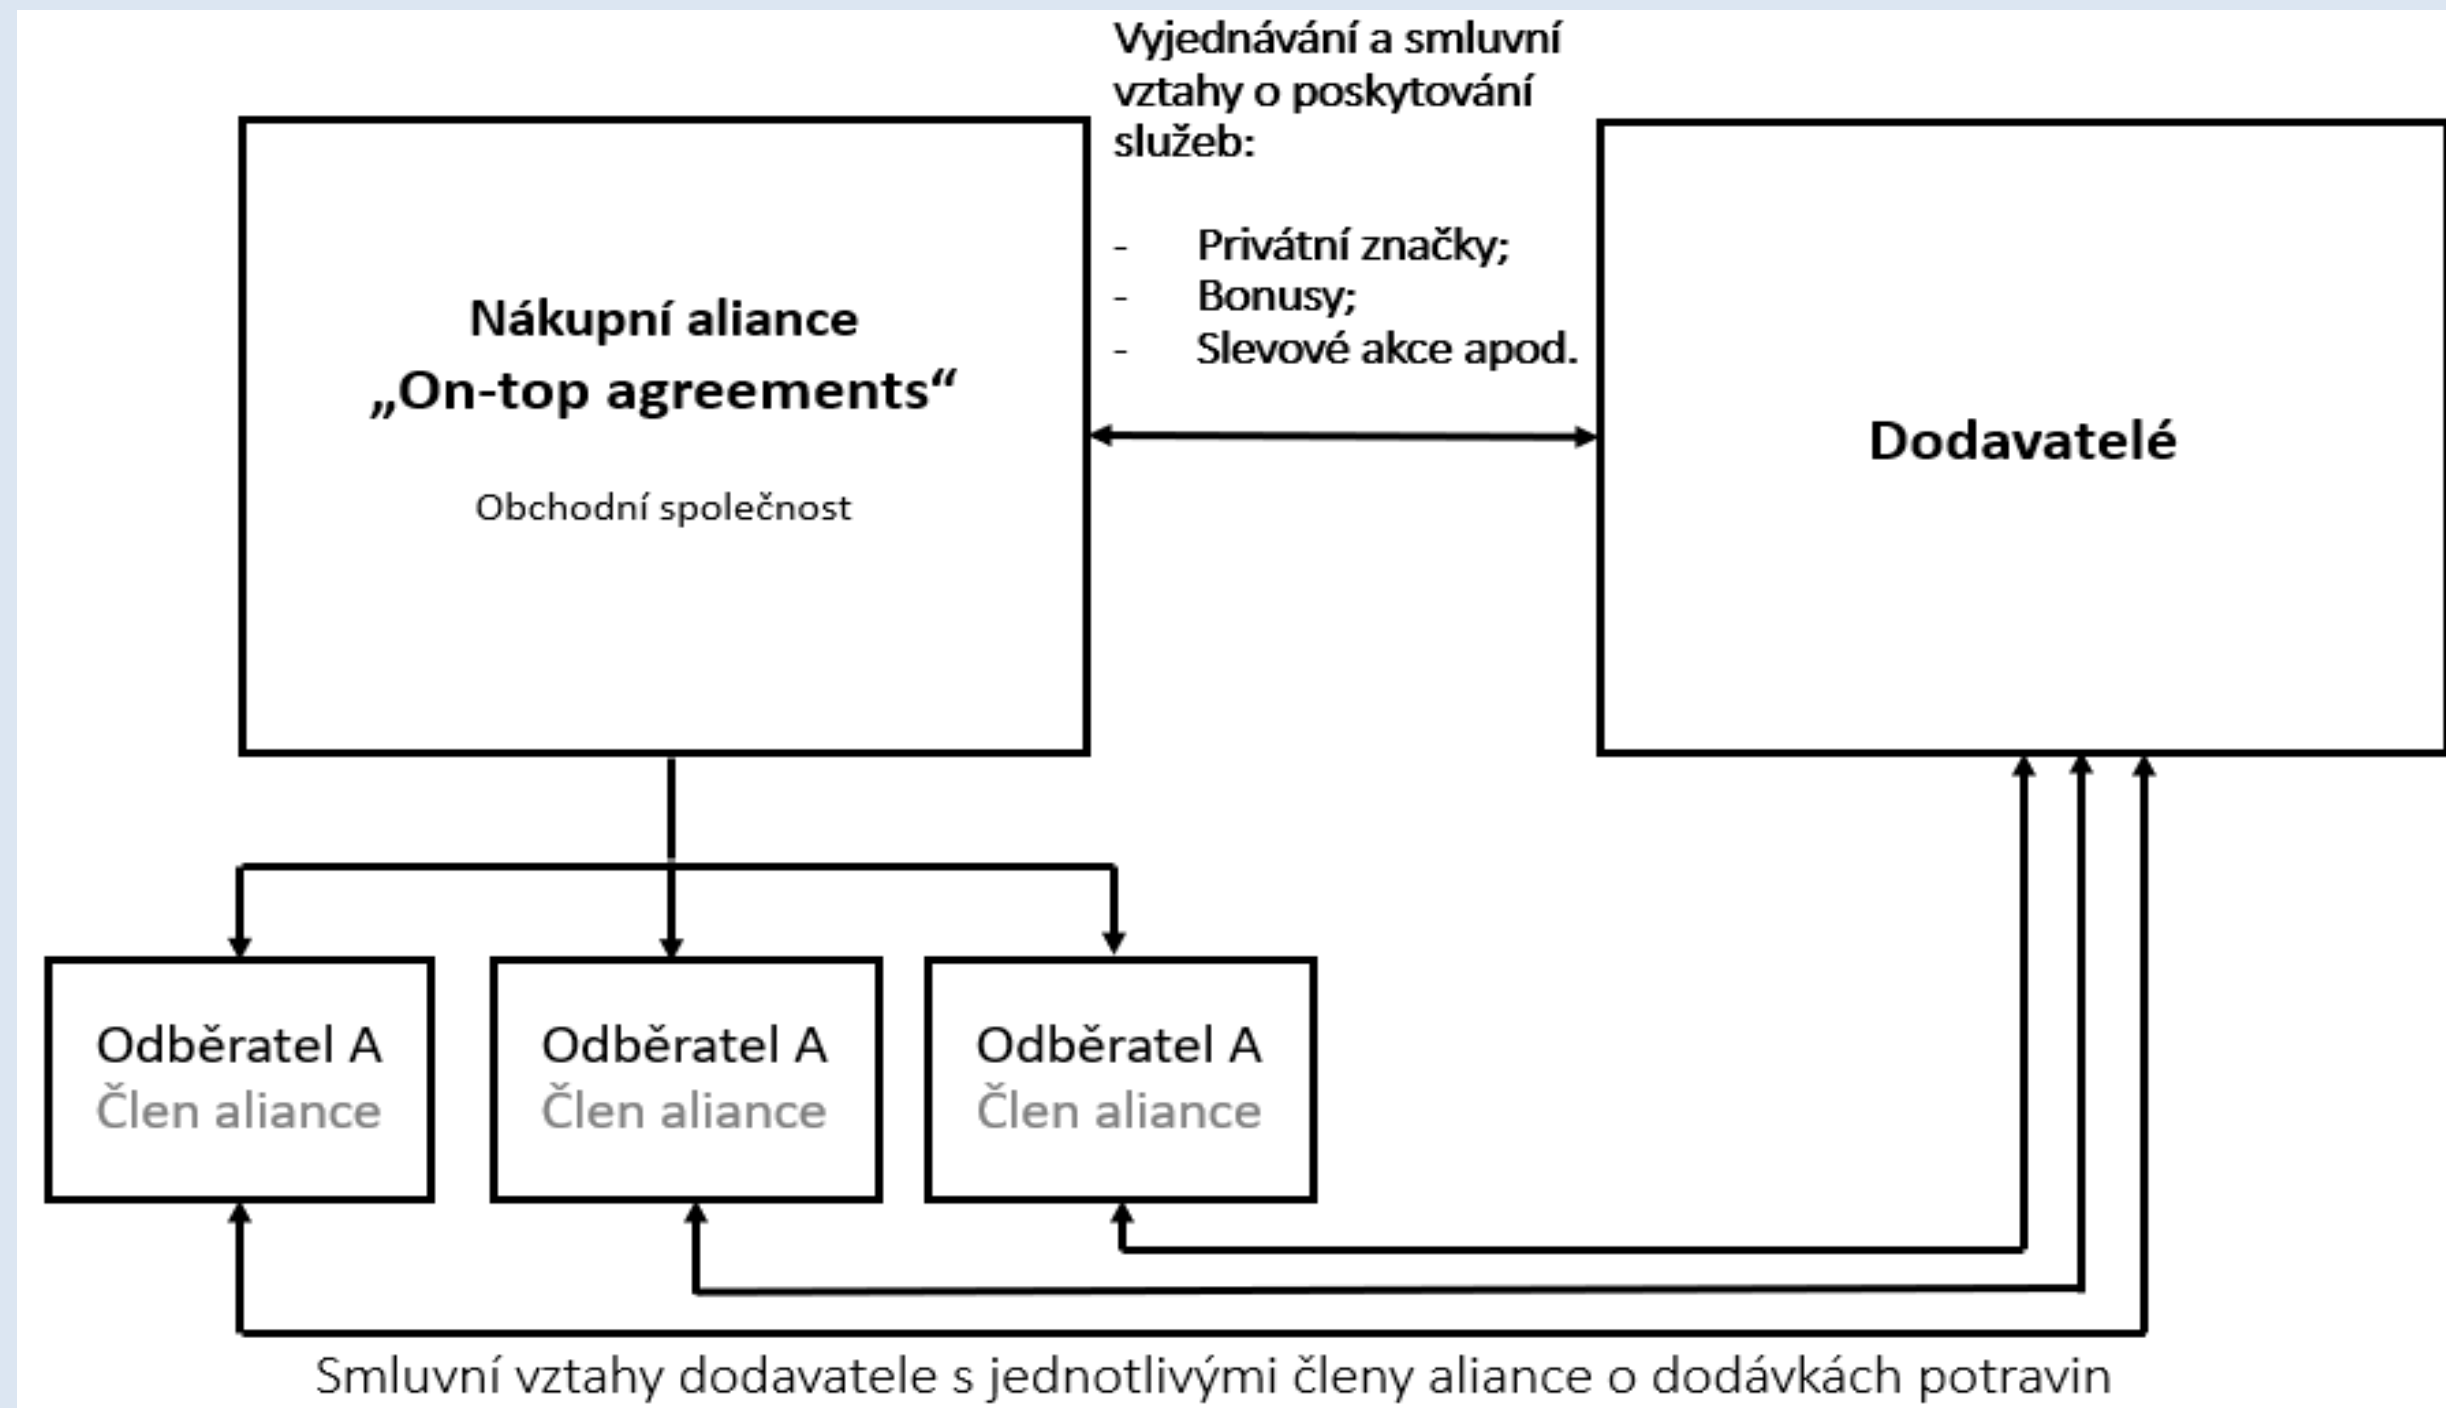 Vyjednávání a smluvní
vztahy o poskytování
služeb:
- Privátní značky;
- Bonusy;
- Slevové akce apod.
Nákupní aliance
„On-top agreements“
Obchodní společnost
Dodavatelé
Odběratel A
Člen aliance
Odběratel A
Člen aliance
Odběratel A
Člen aliance
Smluvní vztahy dodavatele s jednotlivými členy aliance o dodávkách potravin